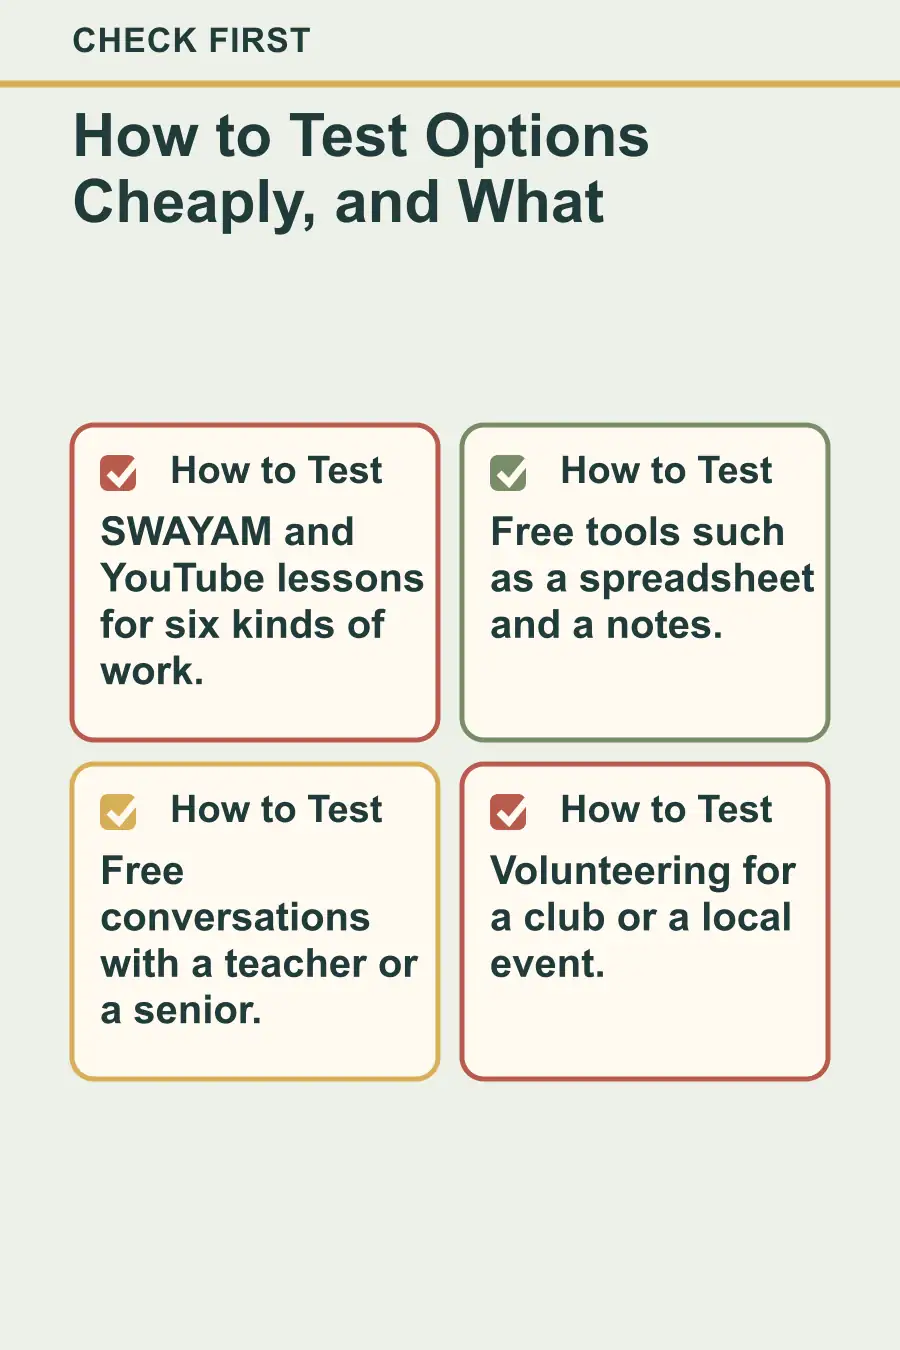 CHECK FIRST
How to Test Options
Cheaply, and What
How to Test
SWAYAM and
YouTube lessons
for six kinds of
work.
How to Test
Free tools such
as a spreadsheet
and a notes.
How to Test
Free
conversations
with a teacher or
a senior.
How to Test
Volunteering for
a club or a local
event.